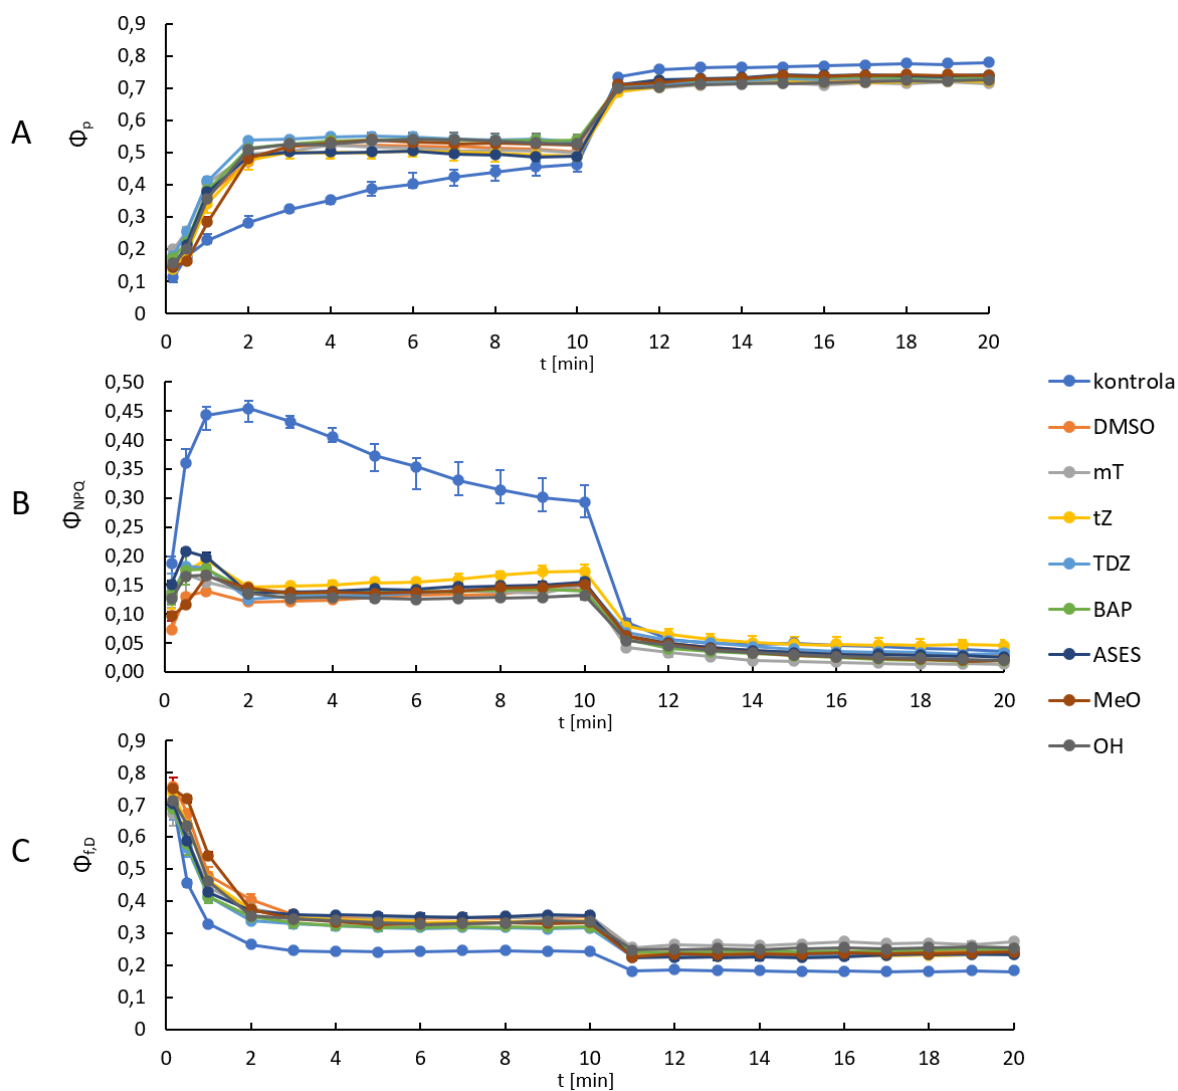 A
Φp
0,9
0,8
0,7
0,6
0,5
0,4
0,3
0,2
0,1
0
0 2 4 6 8 10 12 14 16 18 20
t [min]
B
ΦNPQ
0,50
0,45
0,40
0,35
0,30
0,25
0,20
0,15
0,10
0,05
0,00
0 2 4 6 8 10 12 14 16 18 20
t [min]
kontrola
DMSO
mT
tZ
TDZ
BAP
ASES
MeO
OH
C
Φf,D
0,9
0,8
0,7
0,6
0,5
0,4
0,3
0,2
0,1
0
0 2 4 6 8 10 12 14 16 18 20
t [min]